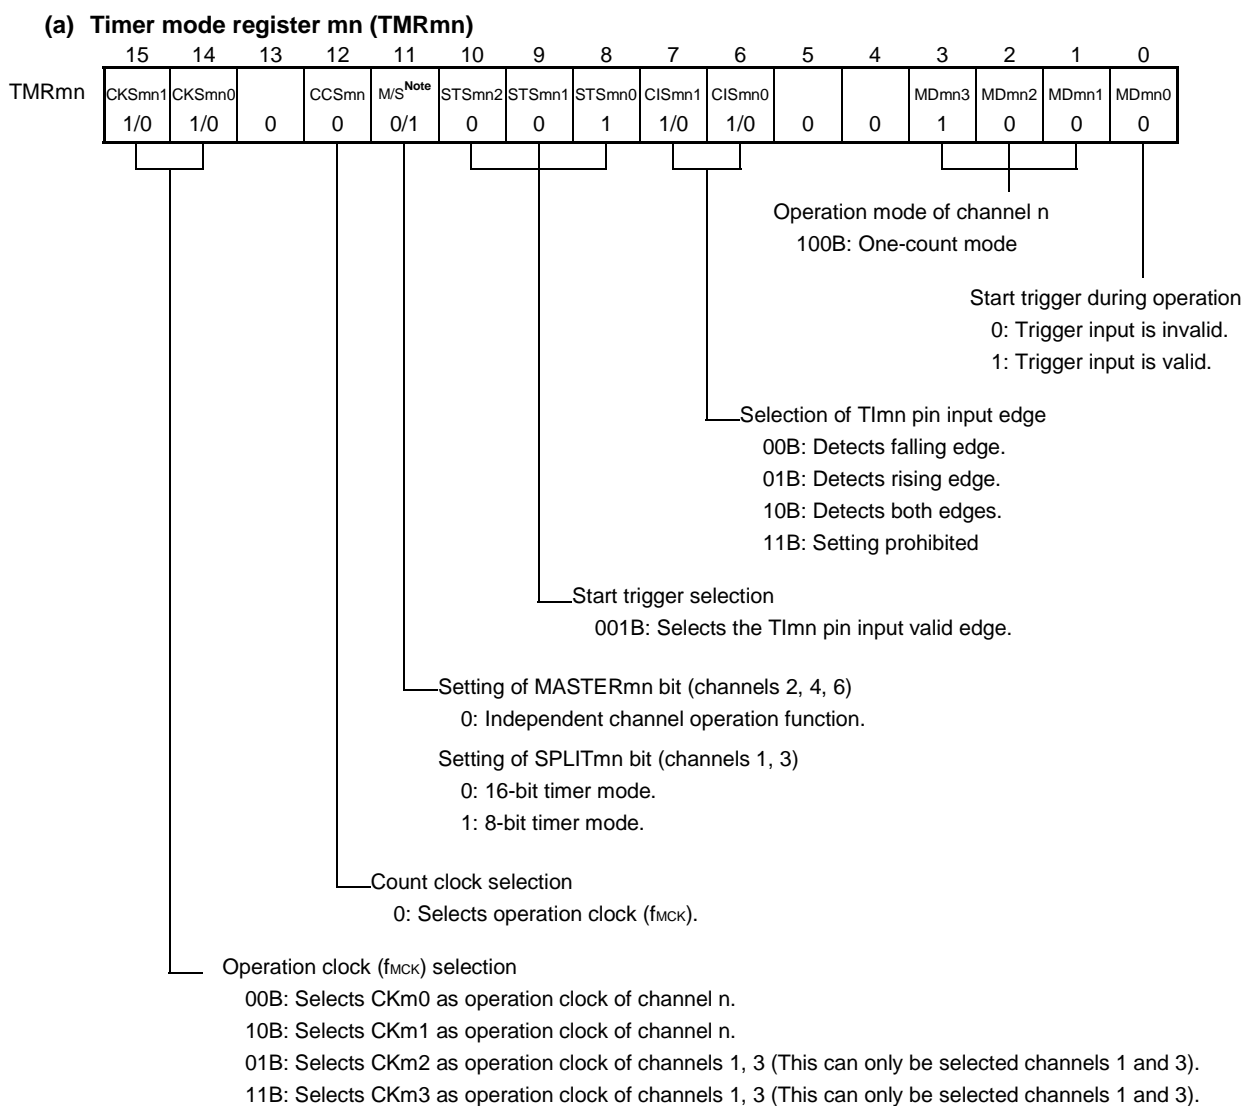 (a) Timer mode register mn (TMRmn)
15 14 13 12 11 10 9 8 7 6 5 4 3 2 1 0
TMRmn CKSmn1 CKSmn0 CCSmn M/S Note STSmn2 STSmn1 STSmn0 CISmn1 CISmn0 MDmn3 MDmn2 MDmn1 MDmn0
1/0 1/0 0 0 0/1 0 0 1 1/0 1/0 0 0 1 0 0 0
Operation mode of channel n
100B: One-count mode
Start trigger during operation
0: Trigger input is invalid.
1: Trigger input is valid.
Selection of TImn pin input edge
00B: Detects falling edge.
01B: Detects rising edge.
10B: Detects both edges.
11B: Setting prohibited
Start trigger selection
001B: Selects the TImn pin input valid edge.
Setting of MASTERmn bit (channels 2, 4, 6)
0: Independent channel operation function.
Setting of SPLITmn bit (channels 1, 3)
0: 16-bit timer mode.
1: 8-bit timer mode.
Count clock selection
0: Selects operation clock (fMCK).
Operation clock (fMCK) selection
00B: Selects CKm0 as operation clock of channel n.
10B: Selects CKm1 as operation clock of channel n.
01B: Selects CKm2 as operation clock of channels 1, 3 (This can only be selected channels 1 and 3).
11B: Selects CKm3 as operation clock of channels 1, 3 (This can only be selected channels 1 and 3).